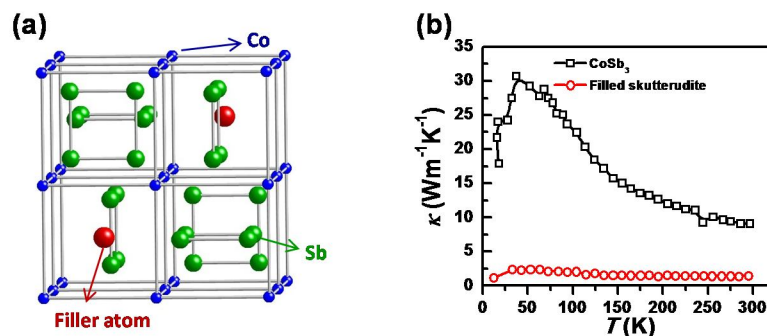 (a)
Co
Sb
Filler atom
(b)
κ (Wm⁻¹K⁻¹)
35
30
25
20
15
10
5
0
CoSb₃
Filled skutterudite
0 50 100 150 200 250 300
T (K)